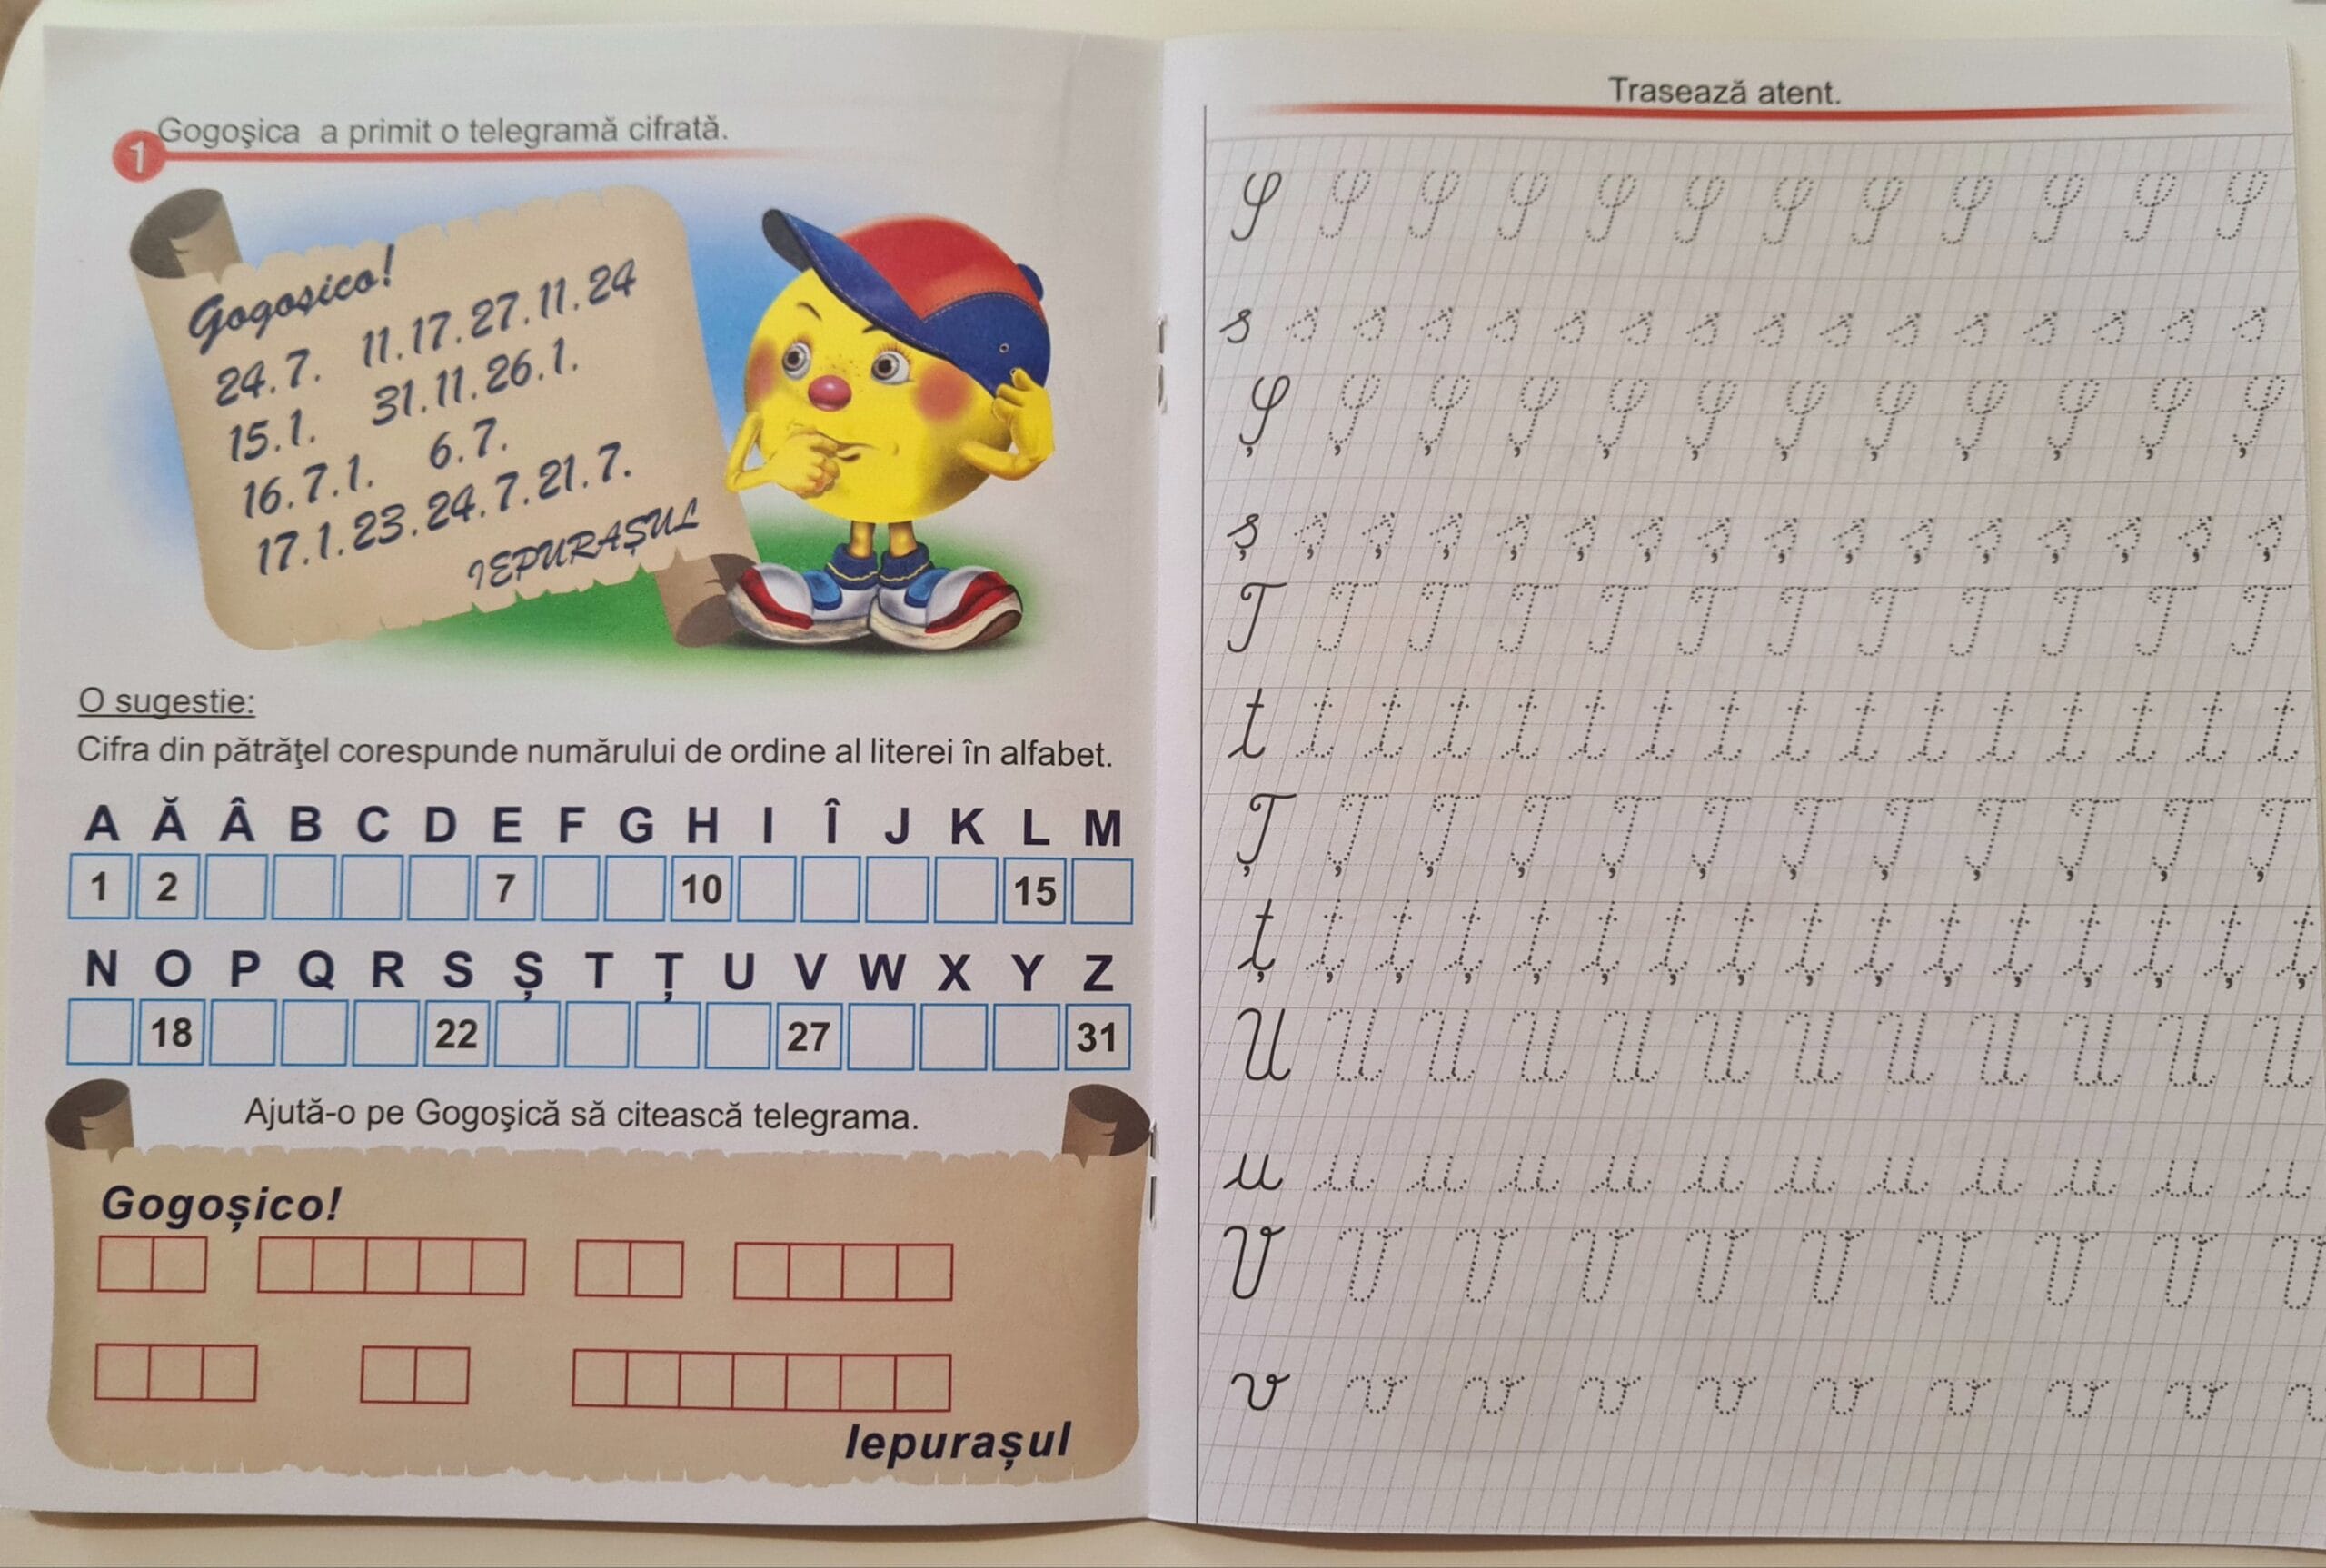 Gogoşica a primit o telegramă cifrată.
1
Gogoșico!
24.7. 11.17.27.11.24
15.1. 31.11.26.1.
16.7.1. 6.7.
17.1.23.24.7.21.7.
IEPURAȘUL
O sugestie:
Cifra din pătrăţel corespunde numărului de ordine al literei în alfabet.
A Ă Â B C D E F G H I Î J K L M
1 2 7 10 15
N O P Q R S Ș T Ț U V W X Y Z
18 22 27 31
Ajută-o pe Gogoşică să citească telegrama.
Gogoșico!
Iepurașul
Trasează atent.
S S S S S S S S S S S S
s s s s s s s s s s s s s s s s
Ș Ș Ș Ș Ș Ș Ș Ș Ș Ș Ș Ș
ș ș ș ș ș ș ș ș ș ș ș ș ș ș ș ș
T T T T T T T T T T T T
t t t t t t t t t t t t t t t t
Ț Ț Ț Ț Ț Ț Ț Ț Ț Ț Ț Ț
ț ț ț ț ț ț ț ț ț ț ț ț ț ț ț ț
U U U U U U U U U U U U
u u u u u u u u u u u u
V V V V V V V V V V
v v v v v v v v v v